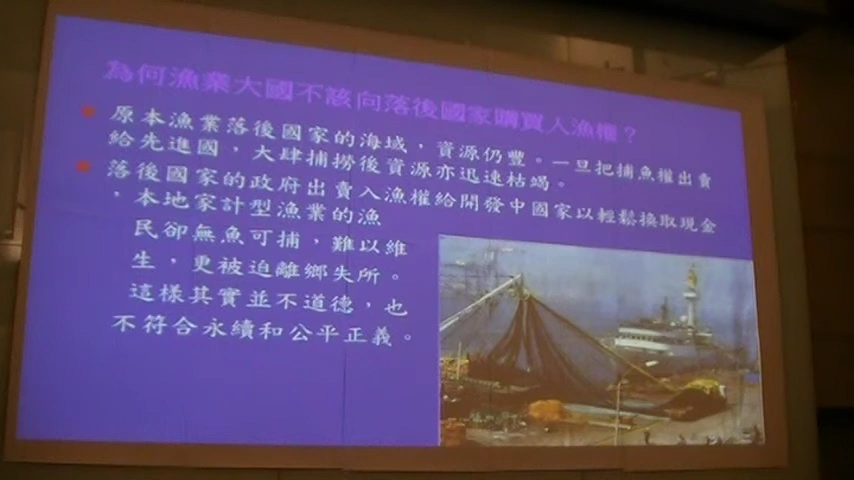 為何漁業大國不該向落後國家購買入漁權？
原本漁業落後國家的海域，資源仍豐。一旦把捕魚權出賣
給先進國，大肆捕撈後資源亦迅速枯竭。
落後國家的政府出賣入漁權給開發中國家以輕鬆換取現金
，本地家計型漁業的漁
民卻無魚可捕，難以維
生，更被迫離鄉失所。
這樣其實並不道德，也
不符合永續和公平正義。